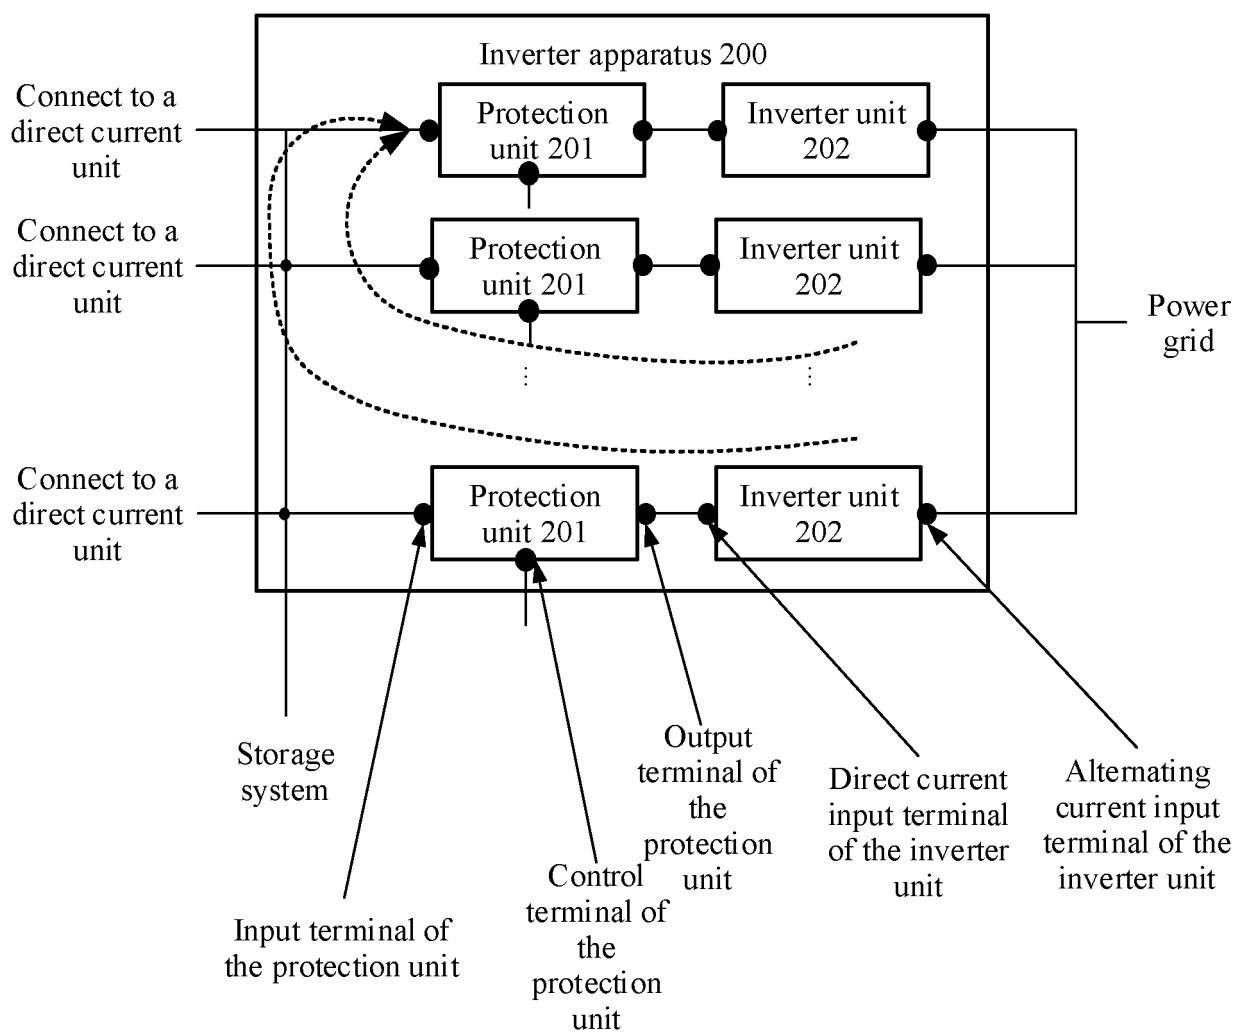 Inverter apparatus 200
Connect to a
direct current
unit
Protection
unit 201
Inverter unit
202
Connect to a
direct current
unit
Protection
unit 201
Inverter unit
202
Power
grid
⋮
⋮
Connect to a
direct current
unit
Protection
unit 201
Inverter unit
202
Storage
system
Input terminal of
the protection unit
Control
terminal of
the
protection
unit
Output
terminal of
the
protection
unit
Direct current
input terminal
of the inverter
unit
Alternating
current input
terminal of the
inverter unit